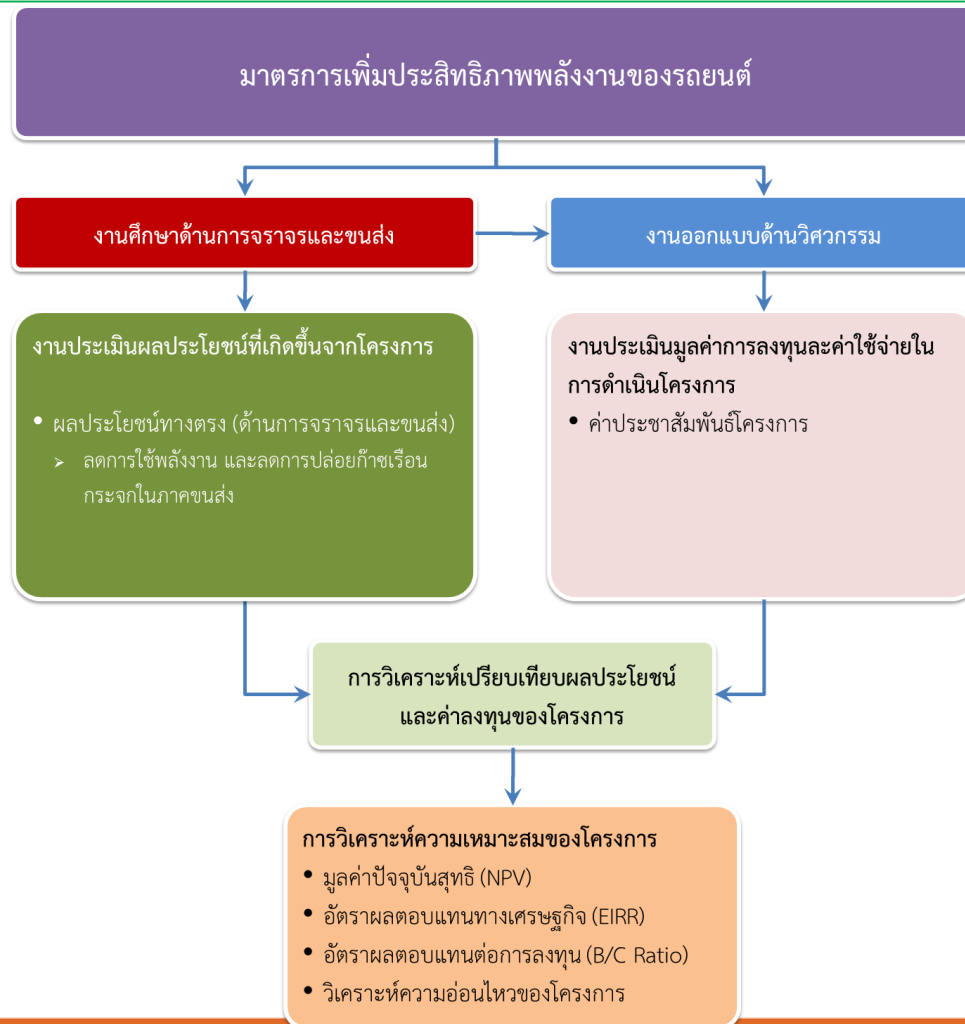 มาตรการเพิ่มประสิทธิภาพพลังงานของรถยนต์
งานศึกษาด้านการจราจรและขนส่ง
งานออกแบบด้านวิศวกรรม
งานประเมินผลประโยชน์ที่เกิดขึ้นจากโครงการ
• ผลประโยชน์ทางตรง (ด้านการจราจรและขนส่ง)
➢ ลดการใช้พลังงาน และลดการปล่อยก๊าซเรือน
กระจกในภาคขนส่ง
งานประเมินมูลค่าการลงทุนละค่าใช้จ่ายใน
การดำเนินโครงการ
• ค่าประชาสัมพันธ์โครงการ
การวิเคราะห์เปรียบเทียบผลประโยชน์
และค่าลงทุนของโครงการ
การวิเคราะห์ความเหมาะสมของโครงการ
• มูลค่าปัจจุบันสุทธิ (NPV)
• อัตราผลตอบแทนทางเศรษฐกิจ (EIRR)
• อัตราผลตอบแทนต่อการลงทุน (B/C Ratio)
• วิเคราะห์ความอ่อนไหวของโครงการ